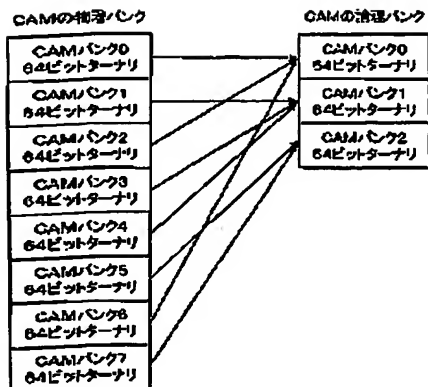 CAMの物理バンク
CAMバンク0
64ビットターナリ
CAMバンク1
64ビットターナリ
CAMバンク2
64ビットターナリ
CAMバンク3
64ビットターナリ
CAMバンク4
64ビットターナリ
CAMバンク5
64ビットターナリ
CAMバンク6
64ビットターナリ
CAMバンク7
64ビットターナリ
CAMの論理バンク
CAMバンク0
64ビットターナリ
CAMバンク1
64ビットターナリ
CAMバンク2
64ビットターナリ